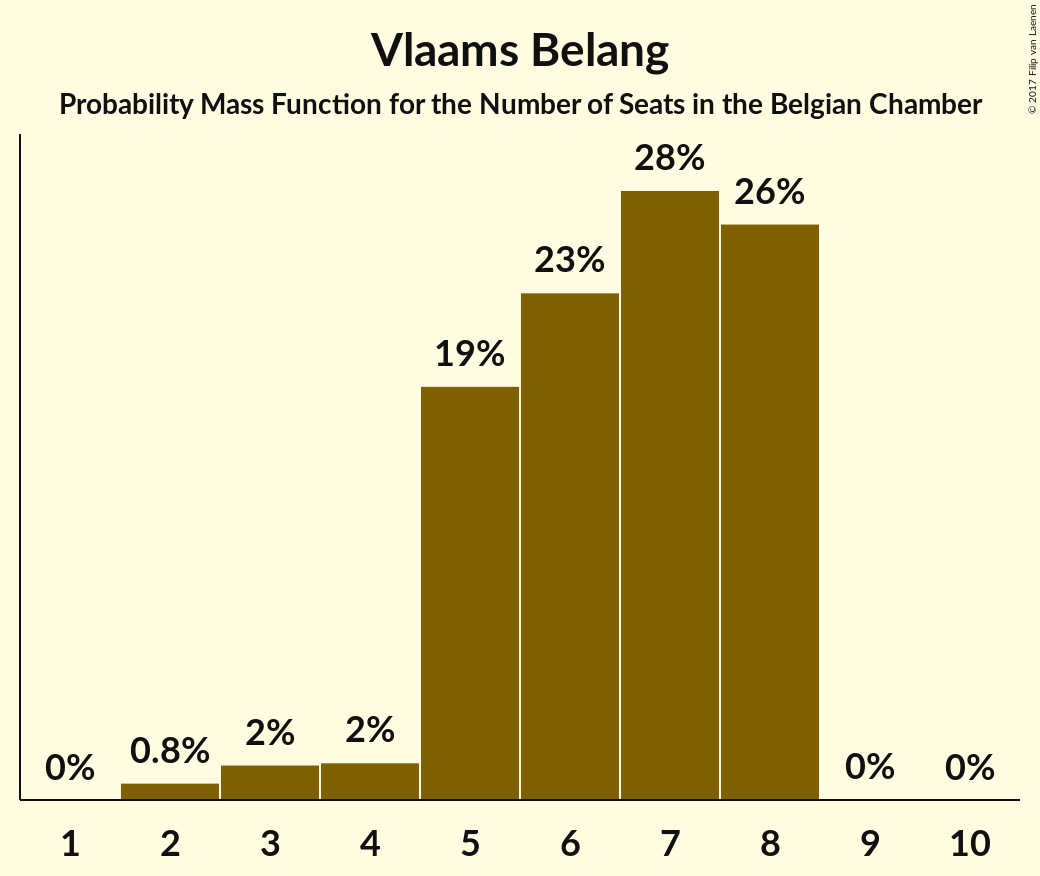 Vlaams Belang
Probability Mass Function for the Number of Seats in the Belgian Chamber
© 2017 Filip van Laenen
28%
26%
23%
19%
2%
2%
0.8%
0%
0%
0%
1 2 3 4 5 6 7 8 9 10